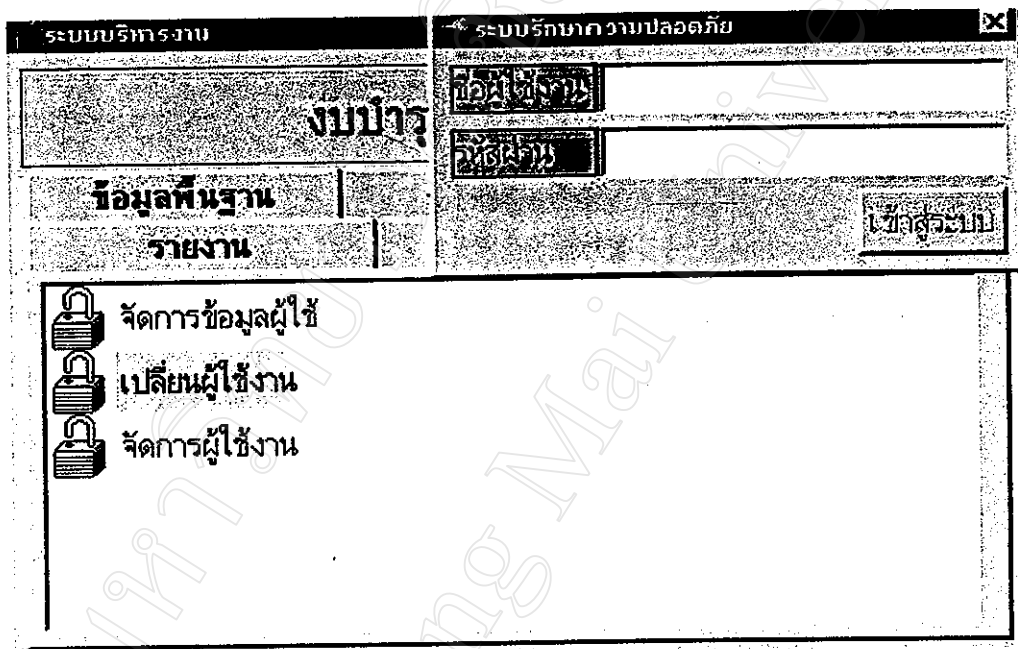 ระบบบริหารงาน
งบบำรุ
ข้อมูลพื้นฐาน
รายงาน
ระบบรักษาความปลอดภัย
ชื่อผู้ใช้งาน
รหัสผ่าน
เข้าสู่ระบบ
จัดการข้อมูลผู้ใช้
เปลี่ยนผู้ใช้งาน
จัดการผู้ใช้งาน